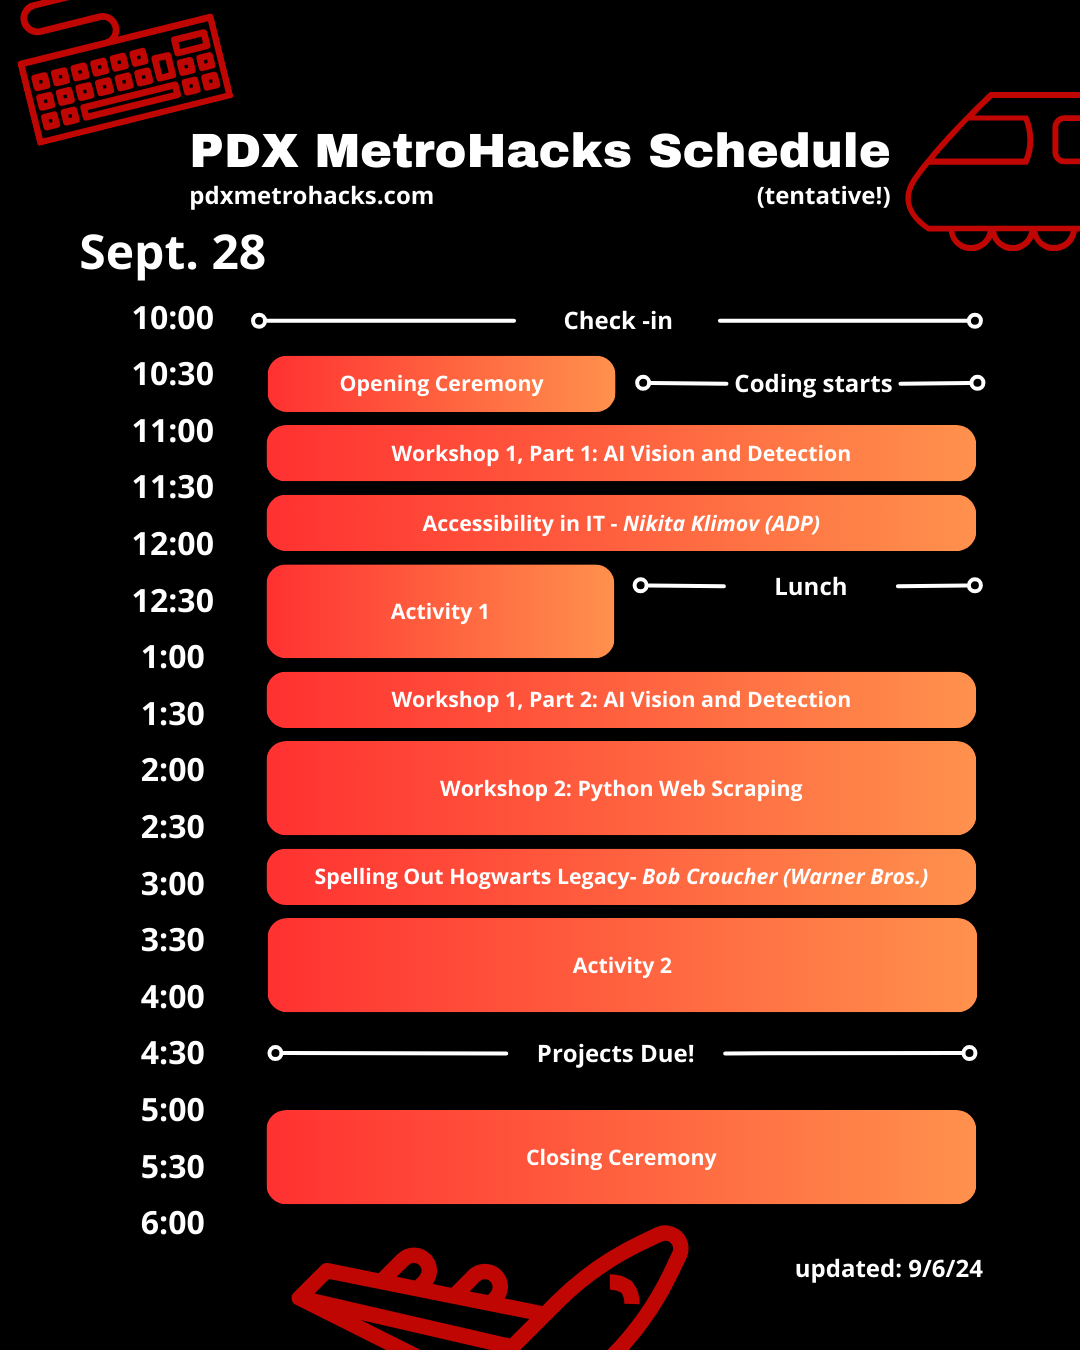 PDX MetroHacks Schedule
pdxmetrohacks.com (tentative!)
Sept. 28
10:00 Check -in
10:30 Opening Ceremony Coding starts
11:00 Workshop 1, Part 1: AI Vision and Detection
11:30 Accessibility in IT - Nikita Klimov (ADP)
12:00 Lunch
12:30 Activity 1
1:00
1:30 Workshop 1, Part 2: AI Vision and Detection
2:00 Workshop 2: Python Web Scraping
2:30
3:00 Spelling Out Hogwarts Legacy- Bob Croucher (Warner Bros.)
3:30 Activity 2
4:00
4:30 Projects Due!
5:00
5:30 Closing Ceremony
6:00
updated: 9/6/24